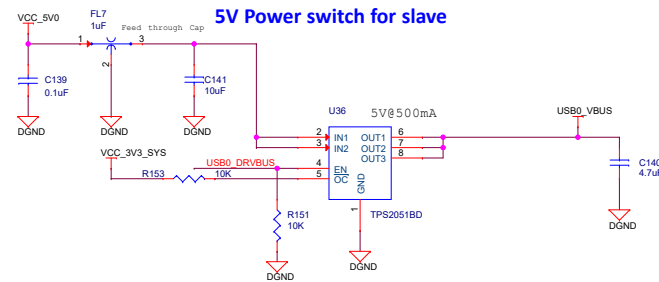 5V Power switch for slave
VCC_5V0
FL7
1uF
Feed through Cap
1
3
2
C139
0.1uF
C141
10uF
DGND
DGND
DGND
U36
5V@500mA
USB0_VBUS
2
IN1
OUT1
6
3
IN2
OUT2
7
OUT3
8
VCC_3V3_SYS
USB0_DRVBUS
4
EN
R153
10K
5
OC
GND
1
TPS2051BD
C140
4.7uF
R151
10K
DGND
DGND
DGND